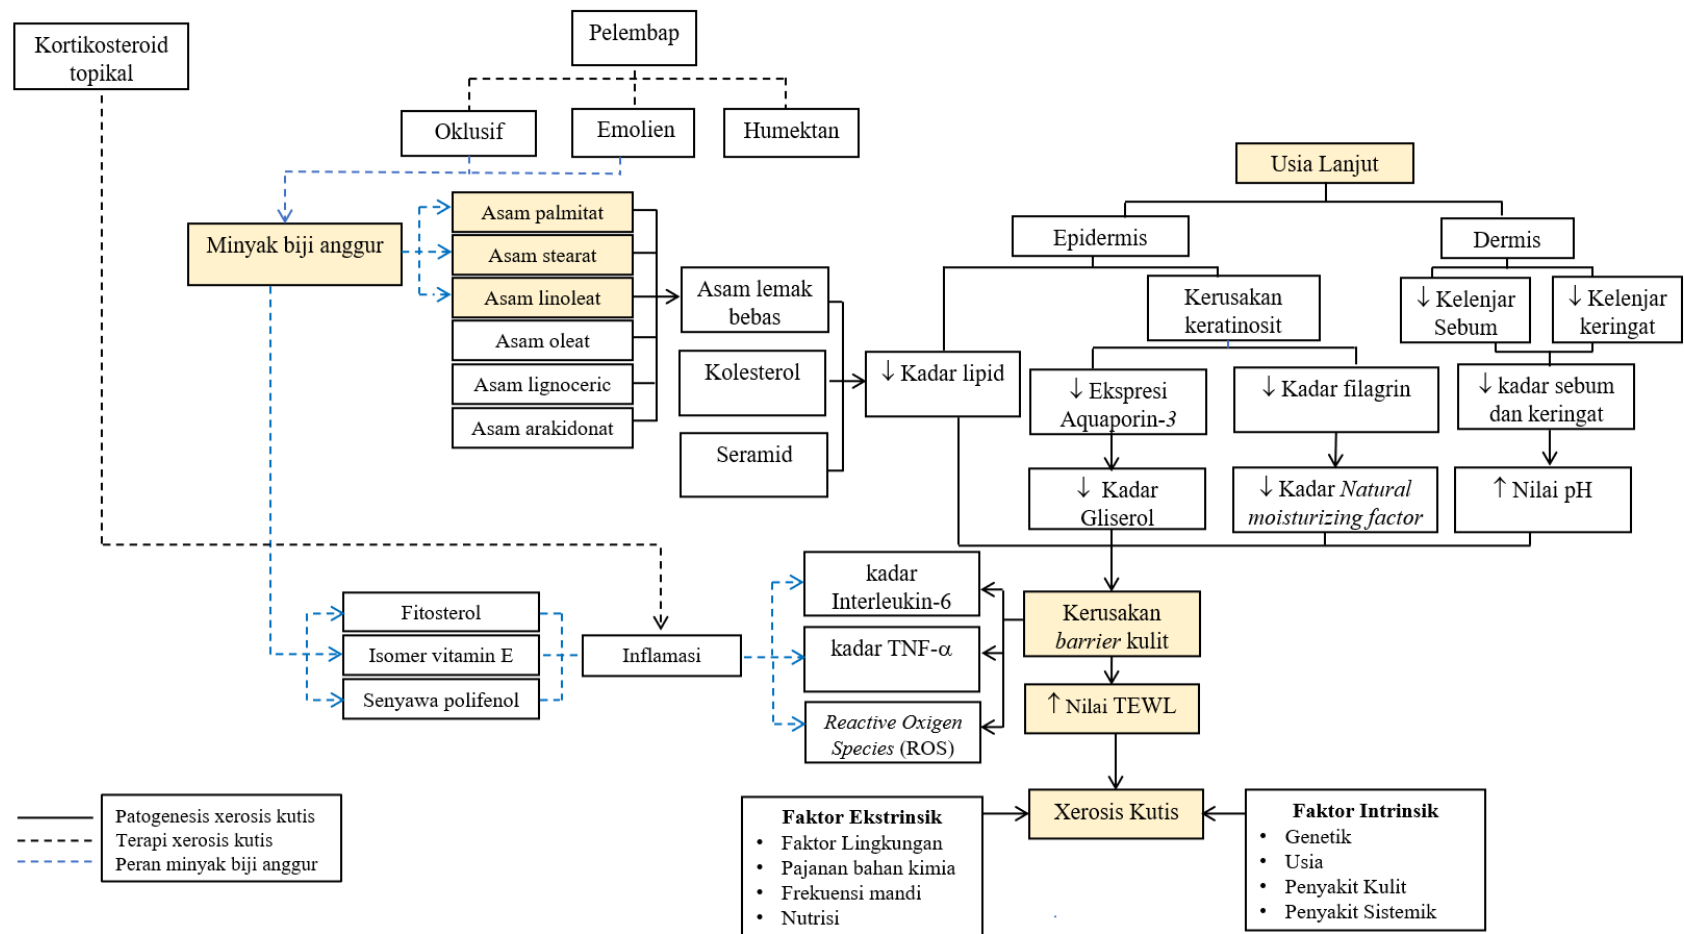 Kortikosteroid
topikal
Pelembap
Oklusif
Emolien
Humektan
Usia Lanjut
Minyak biji anggur
Asam palmitat
Asam stearat
Asam linoleat
Asam oleat
Asam lignoceric
Asam arakidonat
Asam lemak
bebas
Kolesterol
Seramid
↓ Kadar lipid
Epidermis
Dermis
Kerusakan
keratinosit
↓ Kelenjar
Sebum
↓ Kelenjar
keringat
↓ Ekspresi
Aquaporin-3
↓ Kadar filagrin
↓ kadar sebum
dan keringat
↓ Kadar
Gliserol
↓ Kadar Natural
moisturizing factor
↑ Nilai pH
Fitosterol
Isomer vitamin E
Senyawa polifenol
Inflamasi
kadar
Interleukin-6
kadar TNF-α
Reactive Oxigen
Species (ROS)
Kerusakan
barrier kulit
↑ Nilai TEWL
Xerosis Kutis
Patogenesis xerosis kutis
Terapi xerosis kutis
Peran minyak biji anggur
Faktor Ekstrinsik
• Faktor Lingkungan
• Pajanan bahan kimia
• Frekuensi mandi
• Nutrisi
Faktor Intrinsik
• Genetik
• Usia
• Penyakit Kulit
• Penyakit Sistemik